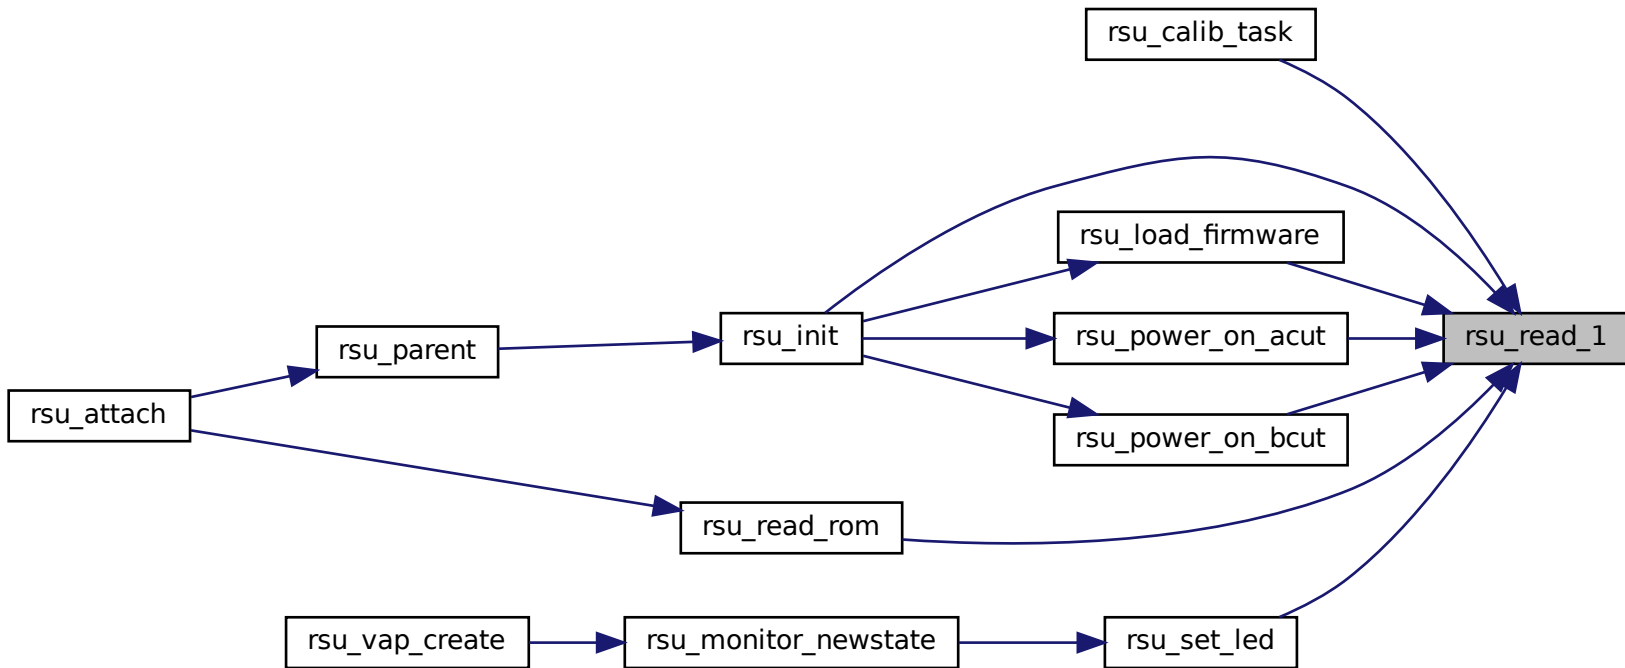 rsu_calib_task
rsu_load_firmware
rsu_init
rsu_power_on_acut
rsu_read_1
rsu_parent
rsu_attach
rsu_power_on_bcut
rsu_read_rom
rsu_vap_create
rsu_monitor_newstate
rsu_set_led